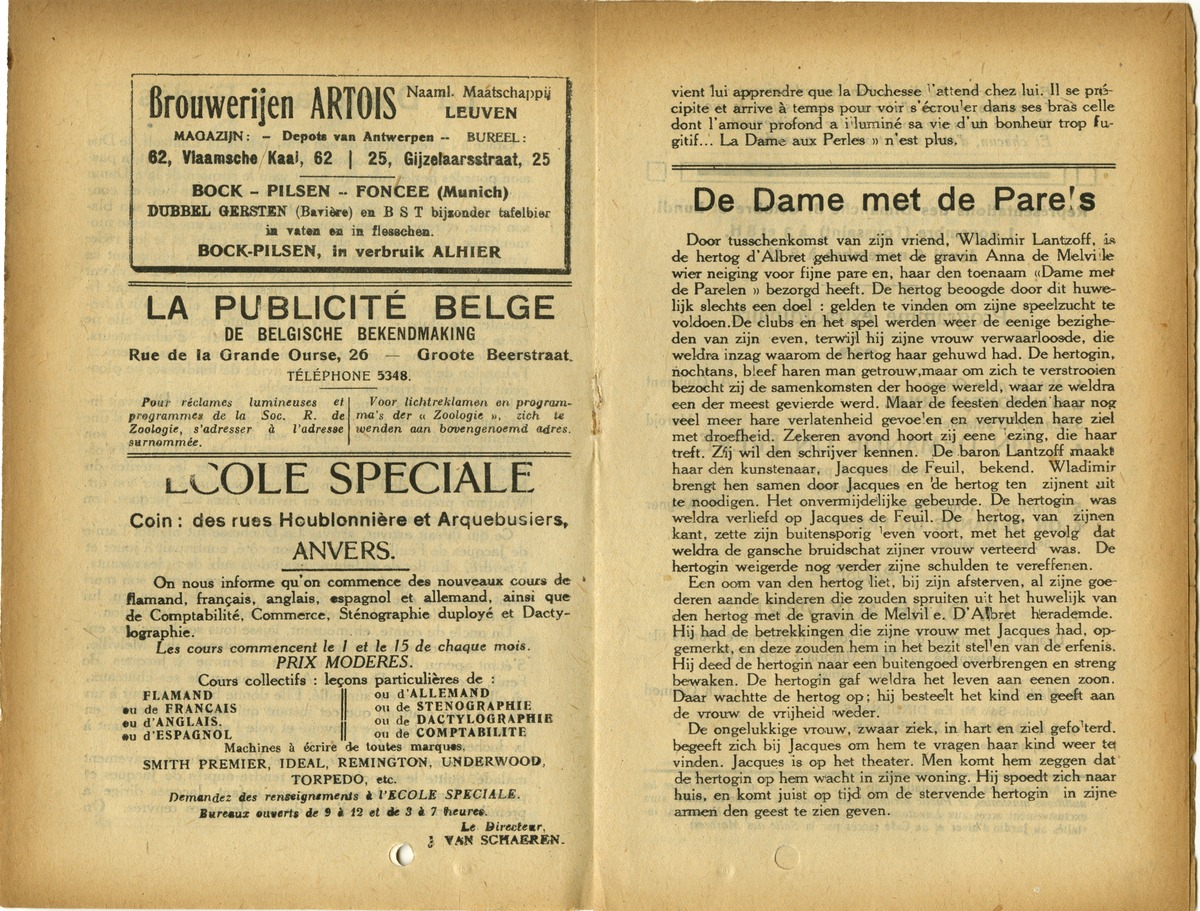 Brouwerijen ARTOIS Naaml. Maatschappij
LEUVEN
MAGAZIJN: – Depots van Antwerpen -- BUREEL:
62, Vlaamsche Kaai, 62 | 25, Gijzelaarsstraat, 25
BOCK – PILSEN -- FONCEE (Munich)
DUBBEL GERSTEN (Bavière) en B S T bijzonder tafelbier
in vaten en in flesschen.
BOCK-PILSEN, in verbruik ALHIER
LA PUBLICITÉ BELGE
DE BELGISCHE BEKENDMAKING
Rue de la Grande Ourse, 26 — Groote Beerstraat.
TÉLÉPHONE 5348.
Pour réclames lumineuses et
programmes de la Soc. R. de
Zoologie, s'adresser à l'adresse
surnommée.
Voor lichtreklamen en program-
ma's der « Zoologie », zich te
wenden aan bovengenoemd adres.
ECOLE SPECIALE
Coin : des rues Houblonnière et Arquebusiers,
ANVERS.
On nous informe qu'on commence des nouveaux cours de
flamand, français, anglais, espagnol et allemand, ainsi que
de Comptabilité, Commerce, Sténographie duployé et Dacty-
lographie.
Les cours commencent le 1 et le 15 de chaque mois.
PRIX MODERES.
Cours collectifs : leçons particulières de :
FLAMAND ou d'ALLEMAND
ou de FRANCAIS ou de STENOGRAPHIE
ou d'ANGLAIS. ou de DACTYLOGRAPHIE
ou d'ESPAGNOL ou de COMPTABILITE
Machines à écrire de toutes marques.
SMITH PREMIER, IDEAL, REMINGTON, UNDERWOOD,
TORPEDO, etc.
Demandez des renseignements à l'ECOLE SPECIALE.
Bureaux ouverts de 9 à 12 et de 3 à 7 heures.
Le Directeur,
VAN SCHAEREN.
vient lui apprendre que la Duchesse l'attend chez lui. Il se pré-
cipite et arrive à temps pour voir s'écrouler dans ses bras celle
dont l'amour profond a illuminé sa vie d'un bonheur trop fu-
gitif... La Dame aux Perles » n'est plus.
De Dame met de Parels
Door tusschenkomst van zijn vriend, Wladimir Lantzoff, is
de hertog d'Albret gehuwd met de gravin Anna de Melville
wier neiging voor fijne parelen, haar den toenaam «Dame met
de Parelen » bezorgd heeft. De hertog beoogde door dit huwe-
lijk slechts een doel : gelden te vinden om zijne speelzucht te
voldoen.De clubs en het spel werden weer de eenige bezighe-
den van zijn leven, terwijl hij zijne vrouw verwaarloosde, die
weldra inzag waarom de hertog haar gehuwd had. De hertogin,
nochtans, bleef haren man getrouw,maar om zich te verstrooien
bezocht zij de samenkomsten der hooge wereld, waar ze weldra
een der meest gevierde werd. Maar de feesten deden haar nog
veel meer hare verlatenheid gevoelen en vervulden hare ziel
met droefheid. Zekeren avond hoort zij eene lezing, die haar
treft. Zij wil den schrijver kennen. De baron Lantzoff maakt
haar den kunstenaar, Jacques de Feuil, bekend. Wladimir
brengt hen samen door Jacques en de hertog ten zijnent uit
te noodigen. Het onvermijdelijke gebeurde. De hertogin was
weldra verliefd op Jacques de Feuil. De hertog, van zijnen
kant, zette zijn buitensporig leven voort, met het gevolg dat
weldra de gansche bruidschat zijner vrouw verteerd was. De
hertogin weigerde nog verder zijne schulden te vereffenen.
Een oom van den hertog liet, bij zijn afsterven, al zijne goe-
deren aande kinderen die zouden spruiten uit het huwelijk van
den hertog met de gravin de Melville. D'Albret herademde.
Hij had de betrekkingen die zijne vrouw met Jacques had, op-
gemerkt, en deze zouden hem in het bezit stellen van de erfenis.
Hij deed de hertogin naar een buitengoed overbrengen en streng
bewaken. De hertogin gaf weldra het leven aan eenen zoon.
Daar wachtte de hertog op; hij besteelt het kind en geeft aan
de vrouw de vrijheid weder.
De ongelukkige vrouw, zwaar ziek, in hart en ziel gefolterd.
begeeft zich bij Jacques om hem te vragen haar kind weer te
vinden. Jacques is op het theater. Men komt hem zeggen dat
de hertogin op hem wacht in zijne woning. Hij spoedt zich naar
huis, en komt juist op tijd om de stervende hertogin in zijne
armen den geest te zien geven.